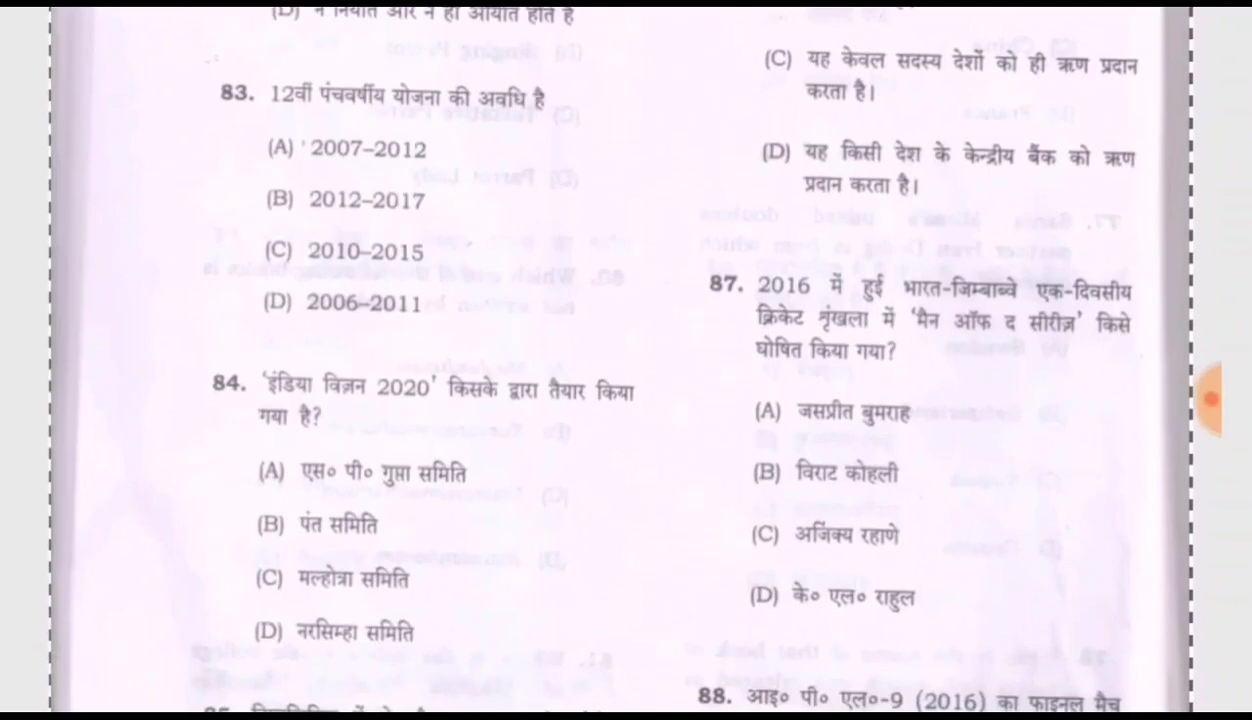 (D) न निर्यात और न ही आयात होते हैं
83. 12वीं पंचवर्षीय योजना की अवधि है
(A) 2007–2012
(B) 2012–2017
(C) 2010–2015
(D) 2006–2011
84. 'इंडिया विज़न 2020' किसके द्वारा तैयार किया
गया है?
(A) एस० पी० गुप्ता समिति
(B) पंत समिति
(C) मल्होत्रा समिति
(D) नरसिम्हा समिति
(C) यह केवल सदस्य देशों को ही ऋण प्रदान
करता है।
(D) यह किसी देश के केन्द्रीय बैंक को ऋण
प्रदान करता है।
87. 2016 में हुई भारत-जिम्बाब्वे एक-दिवसीय
क्रिकेट शृंखला में 'मैन ऑफ द सीरीज़' किसे
घोषित किया गया?
(A) जसप्रीत बुमराह
(B) विराट कोहली
(C) अजिंक्य रहाणे
(D) के० एल० राहुल
88. आइ० पी० एल०-9 (2016) का फाइनल मैच